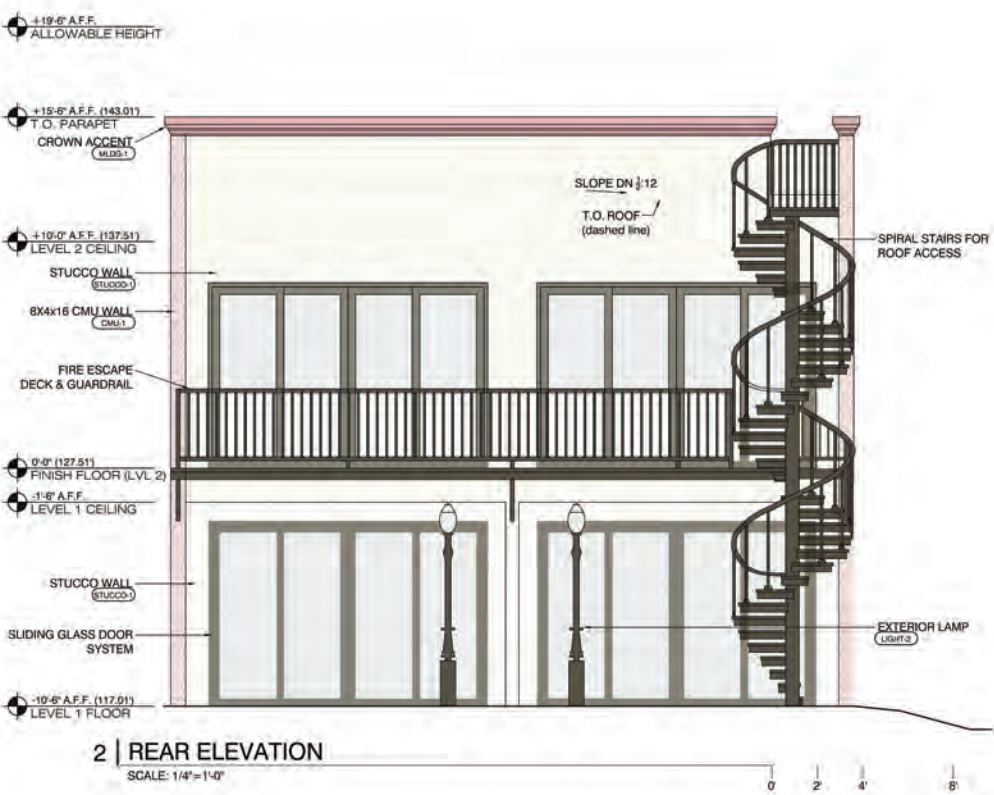 +19'-6" A.F.F.
ALLOWABLE HEIGHT
+15'-6" A.F.F. (143.01')
T.O. PARAPET
CROWN ACCENT
MLDG-1
SLOPE DN ½:12
T.O. ROOF
(dashed line)
+10'-0" A.F.F. (137.51')
LEVEL 2 CEILING
SPIRAL STAIRS FOR
ROOF ACCESS
STUCCO WALL
STUCCO-1
8X4x16 CMU WALL
CMU-1
FIRE ESCAPE
DECK & GUARDRAIL
0'-0" (127.51')
FINISH FLOOR (LVL 2)
-1'-6" A.F.F.
LEVEL 1 CEILING
STUCCO WALL
STUCCO-1
SLIDING GLASS DOOR
SYSTEM
EXTERIOR LAMP
LIGHT-2
-10'-6" A.F.F. (117.01')
LEVEL 1 FLOOR
2 | REAR ELEVATION
SCALE: 1/4"=1'-0"
0' 2' 4' 8'